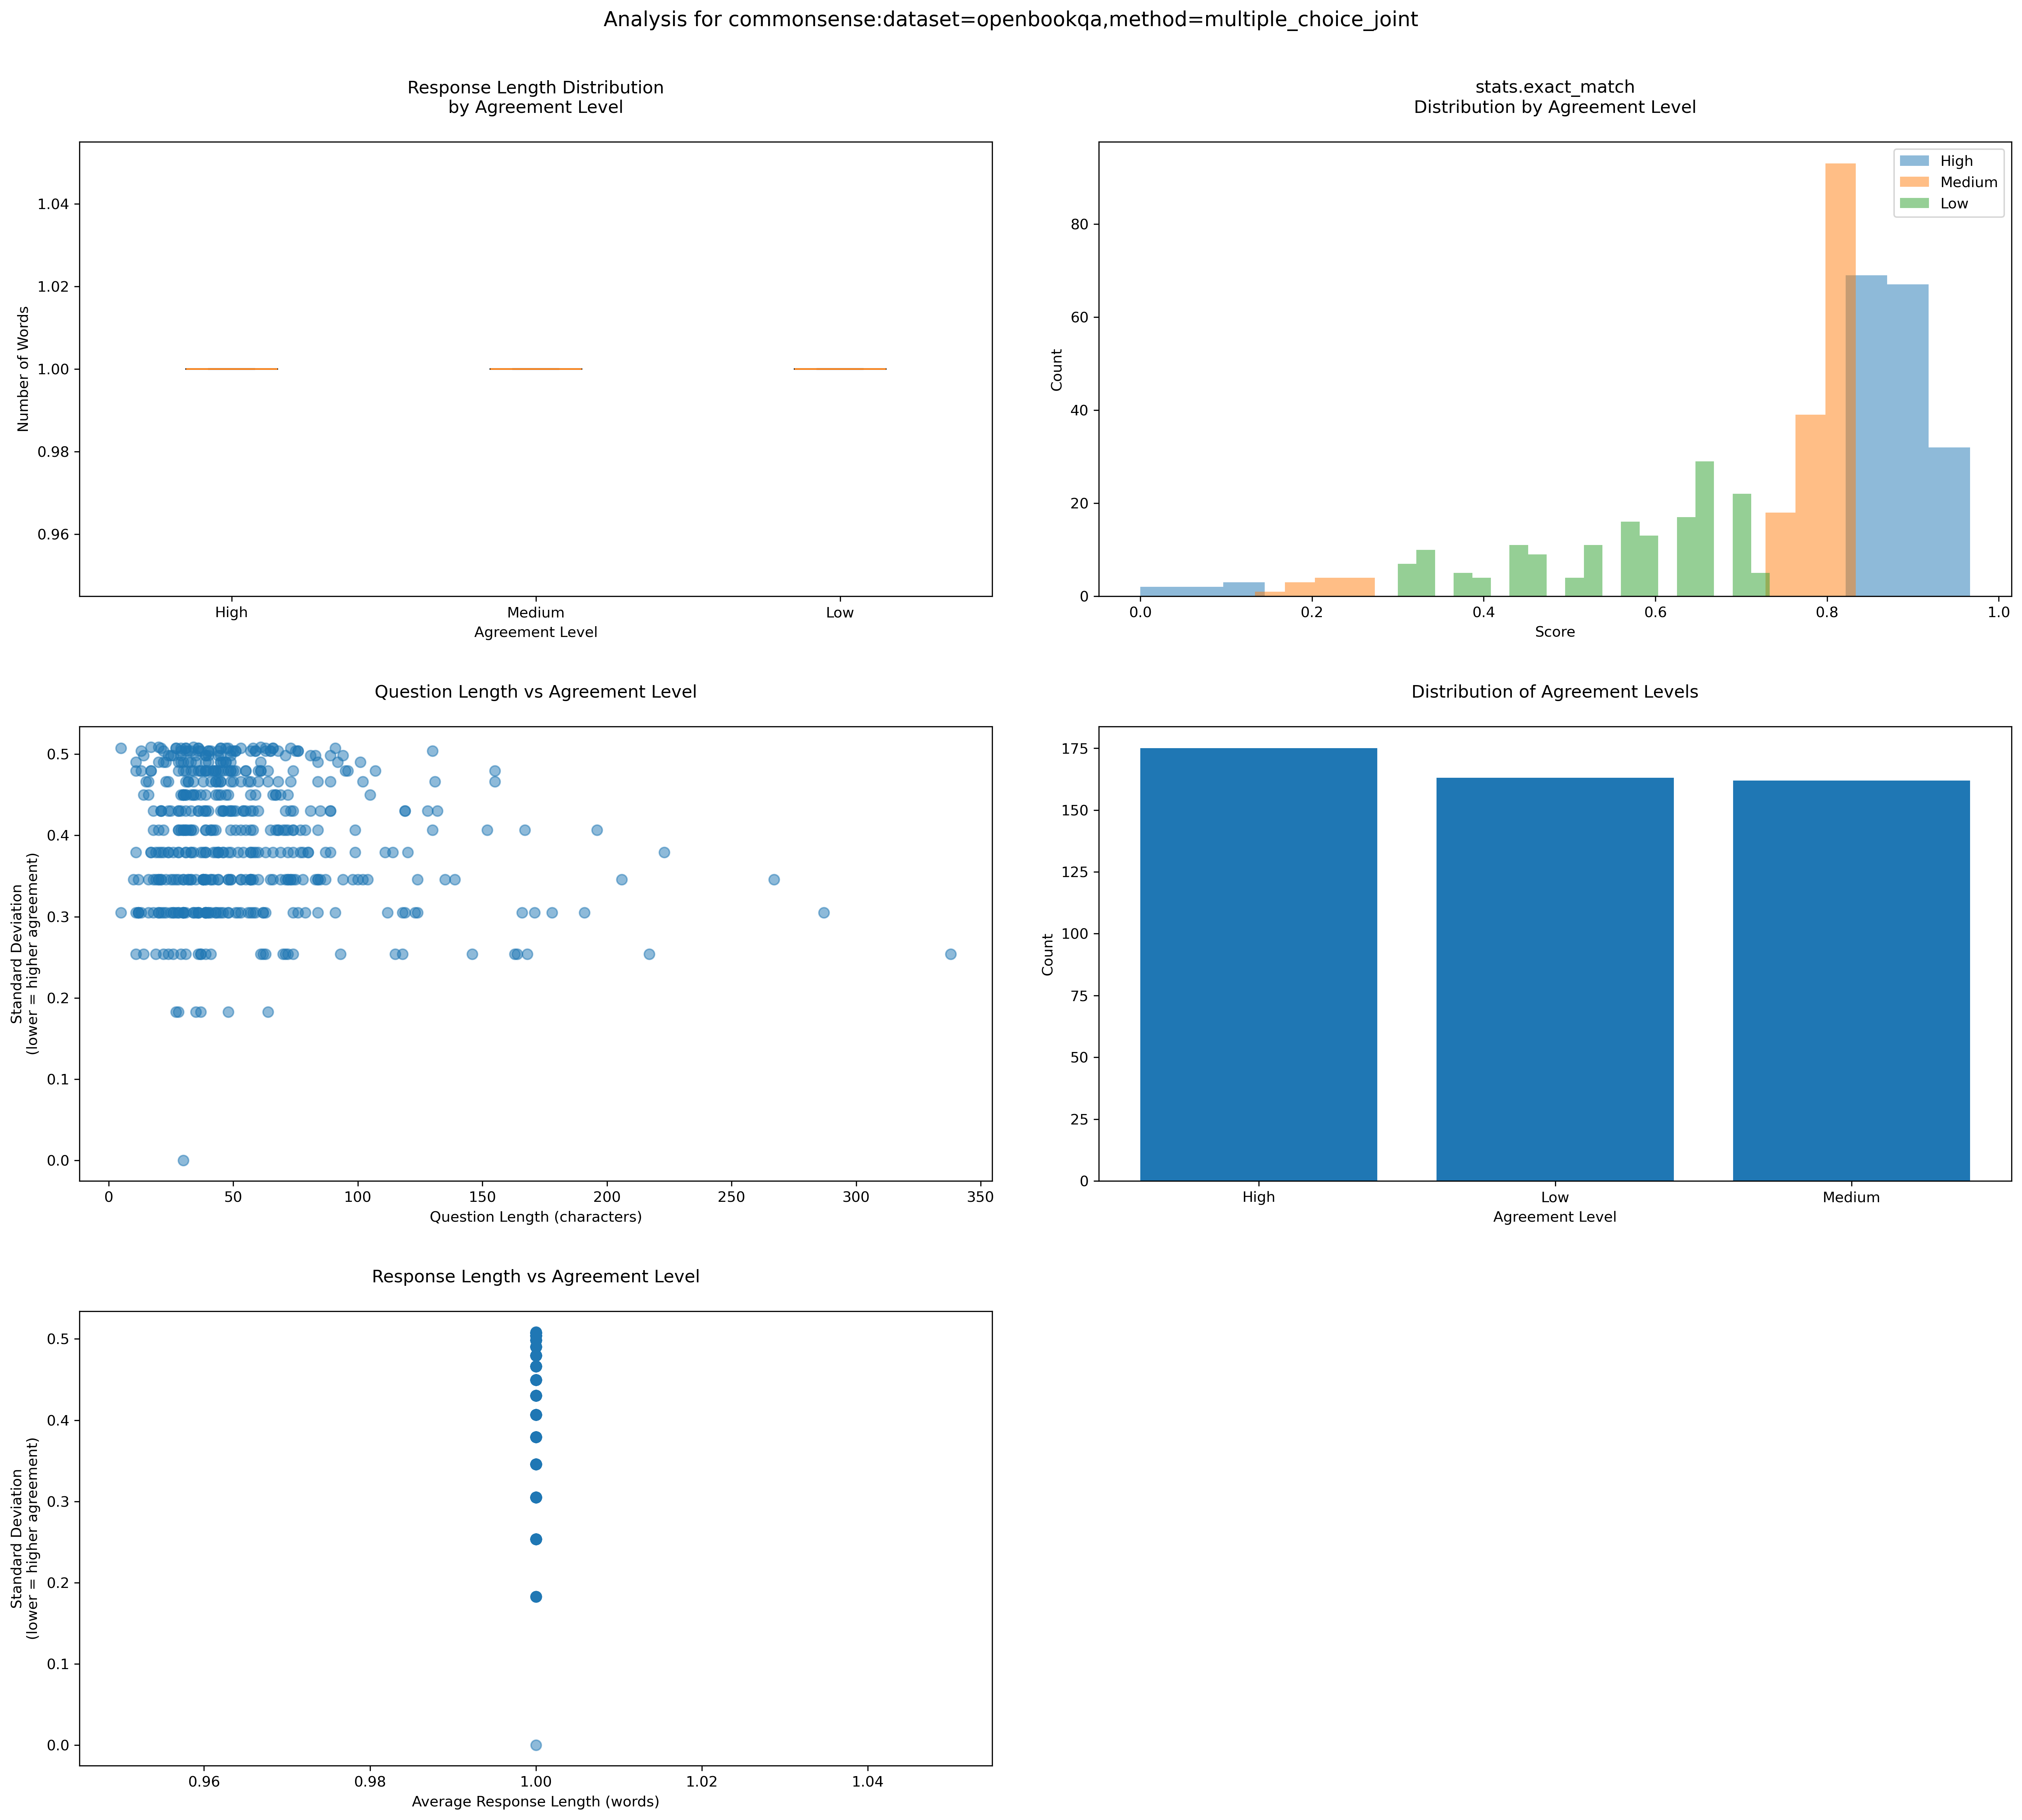 Analysis for commonsense:dataset=openbookqa,method=multiple_choice_joint
Response Length Distribution
by Agreement Level
Number of Words
1.04
1.02
1.00
0.98
0.96
High
Medium
Low
Agreement Level
stats.exact_match
Distribution by Agreement Level
Count
80
60
40
20
0
High
Medium
Low
0.0
0.2
0.4
0.6
0.8
1.0
Score
Question Length vs Agreement Level
Standard Deviation
(lower = higher agreement)
0.5
0.4
0.3
0.2
0.1
0.0
0
50
100
150
200
250
300
350
Question Length (characters)
Distribution of Agreement Levels
Count
175
150
125
100
75
50
25
0
High
Low
Medium
Agreement Level
Response Length vs Agreement Level
Standard Deviation
(lower = higher agreement)
0.5
0.4
0.3
0.2
0.1
0.0
0.96
0.98
1.00
1.02
1.04
Average Response Length (words)